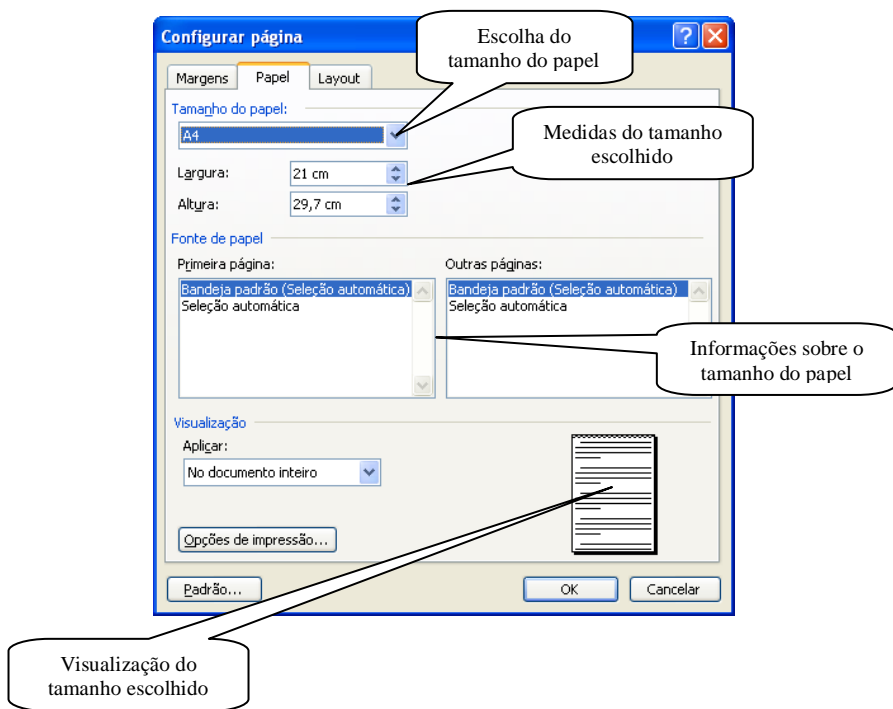 Configurar página
Escolha do
tamanho do papel
Margens
Papel
Layout
Tamanho do papel:
A4
Medidas do tamanho
escolhido
Largura:
21 cm
Altura:
29,7 cm
Fonte de papel
Primeira página:
Outras páginas:
Bandeja padrão (Seleção automática)
Bandeja padrão (Seleção automática)
Seleção automática
Seleção automática
Informações sobre o
tamanho do papel
Visualização
Aplicar:
No documento inteiro
Opções de impressão...
Padrão...
OK
Cancelar
Visualização do
tamanho escolhido